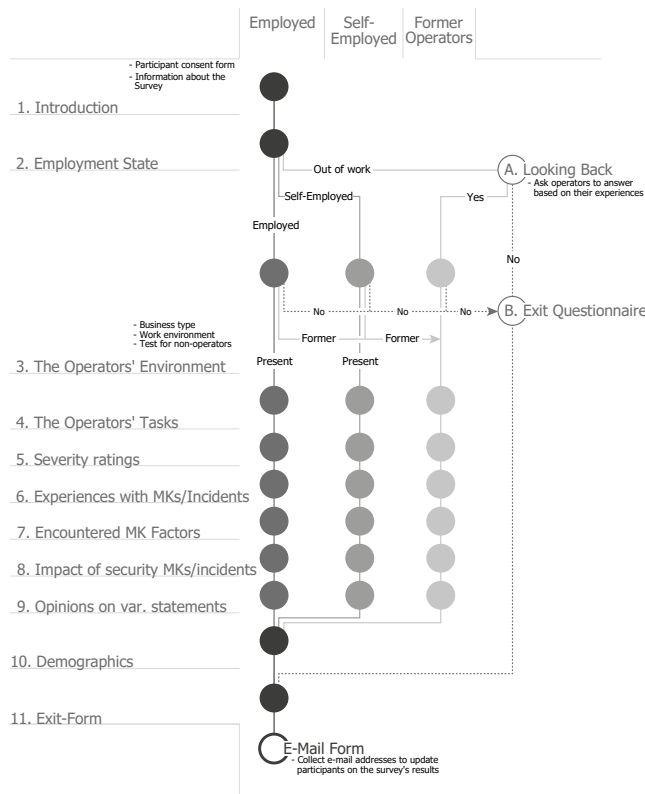 Employed
Self-
Employed
Former
Operators
- Participant consent form
- Information about the
Survey
1. Introduction
2. Employment State
Out of work
A. Looking Back
- Ask operators to answer
based on their experiences
Self-Employed
Yes
Employed
No
No
No
No
B. Exit Questionnaire
- Business type
- Work environment
- Test for non-operators
Former
Former
Present
Present
3. The Operators' Environment
4. The Operators' Tasks
5. Severity ratings
6. Experiences with MKs/Incidents
7. Encountered MK Factors
8. Impact of security MKs/incidents
9. Opinions on var. statements
10. Demographics
11. Exit-Form
E-Mail Form
- Collect e-mail addresses to update
participants on the survey's results